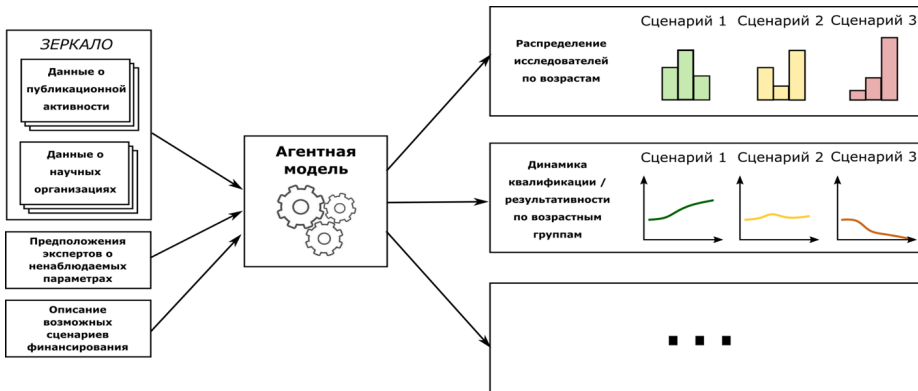 ЗЕРКАЛО
Данные о
публикационной
активности
Данные о
научных
организациях
Предположения
экспертов о
ненаблюдаемых
параметрах
Описание
возможных
сценариев
финансирования
Агентная
модель
Распределение
исследователей
по возрастам
Сценарий 1 Сценарий 2 Сценарий 3
Динамика
квалификации /
результативности
по возрастным
группам
Сценарий 1 Сценарий 2 Сценарий 3